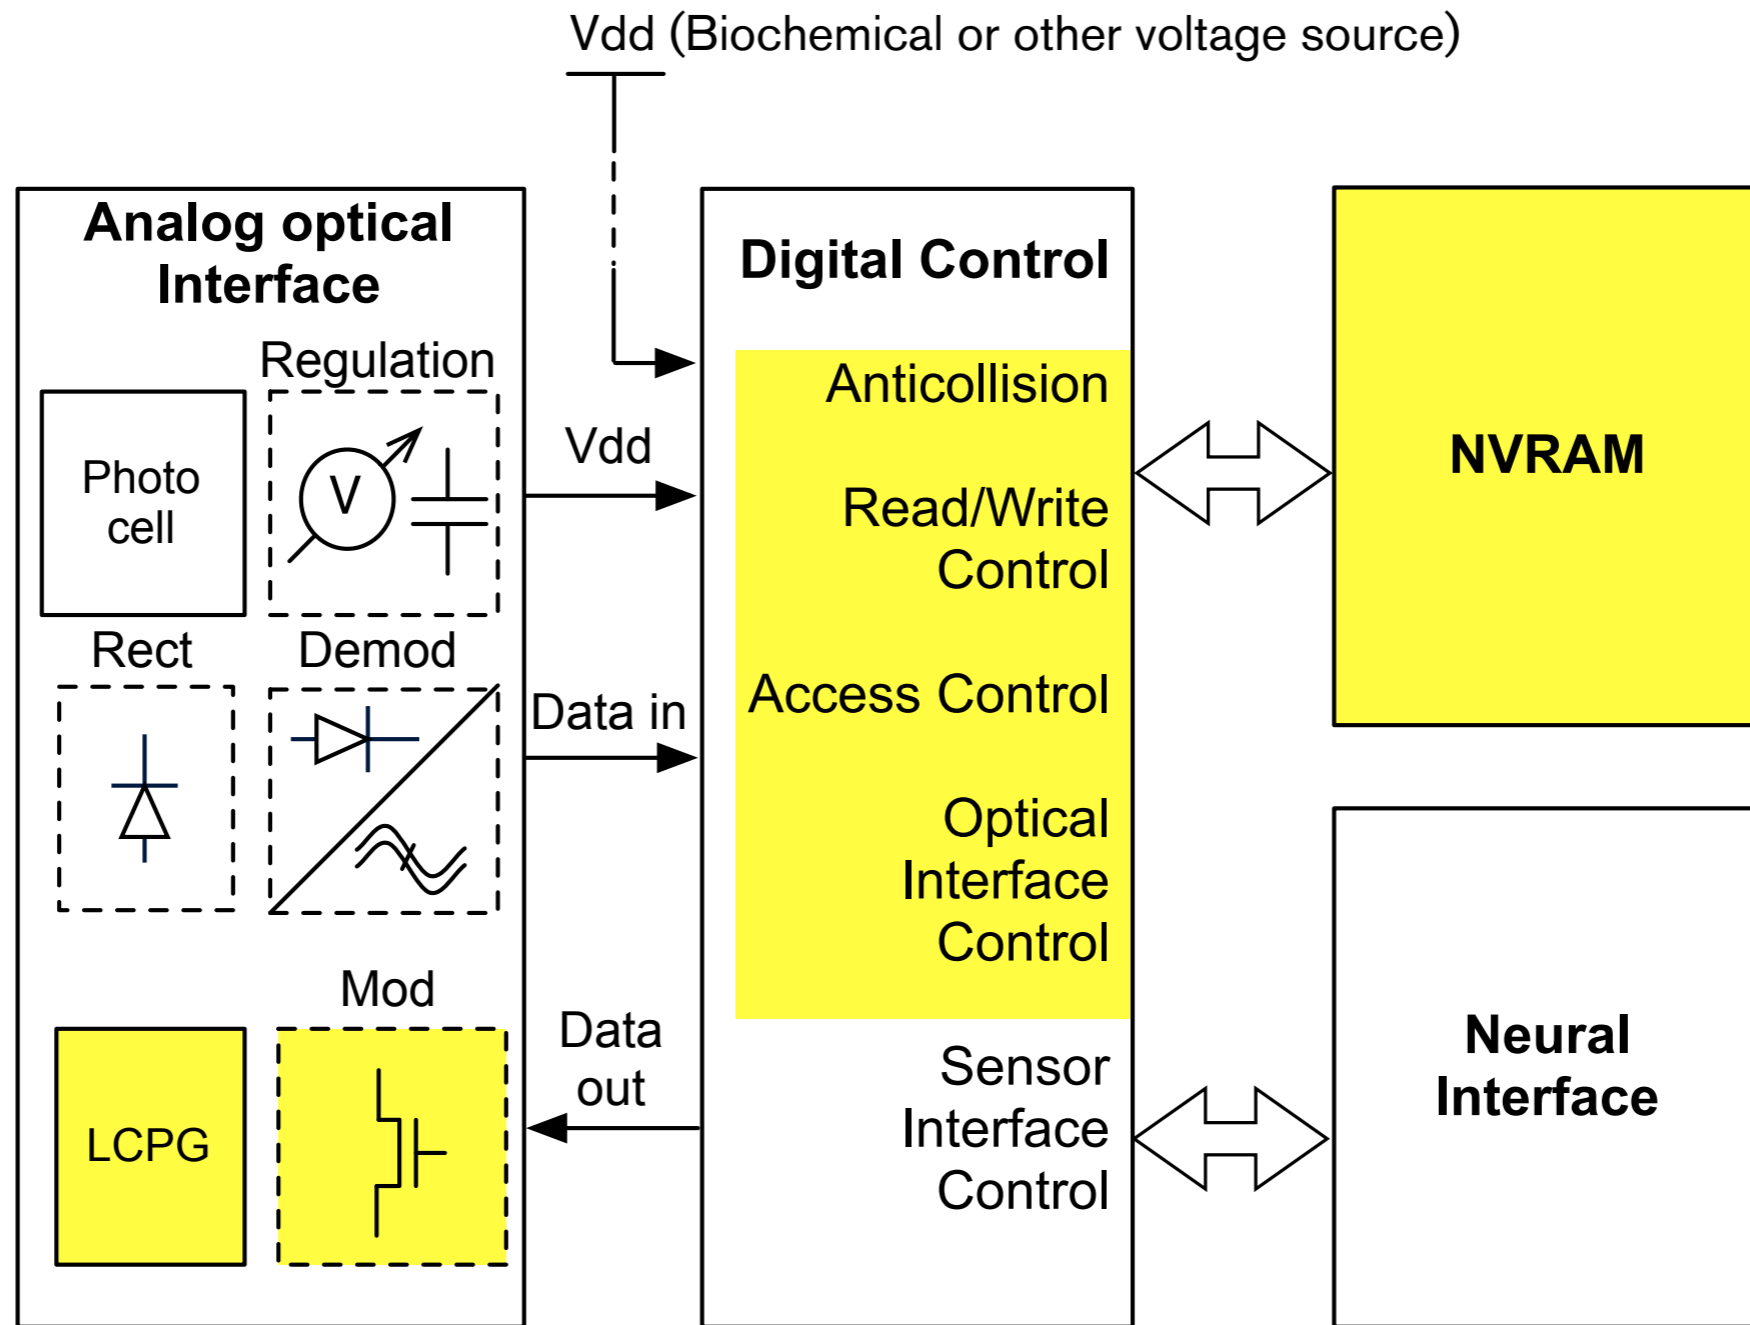 Vdd (Biochemical or other voltage source)
Analog optical
Interface
Regulation
Photo
cell
V
Rect
Demod
Mod
LCPG
Vdd
Data in
Data
out
Digital Control
Anticollision
Read/Write
Control
Access Control
Optical
Interface
Control
Sensor
Interface
Control
NVRAM
Neural
Interface